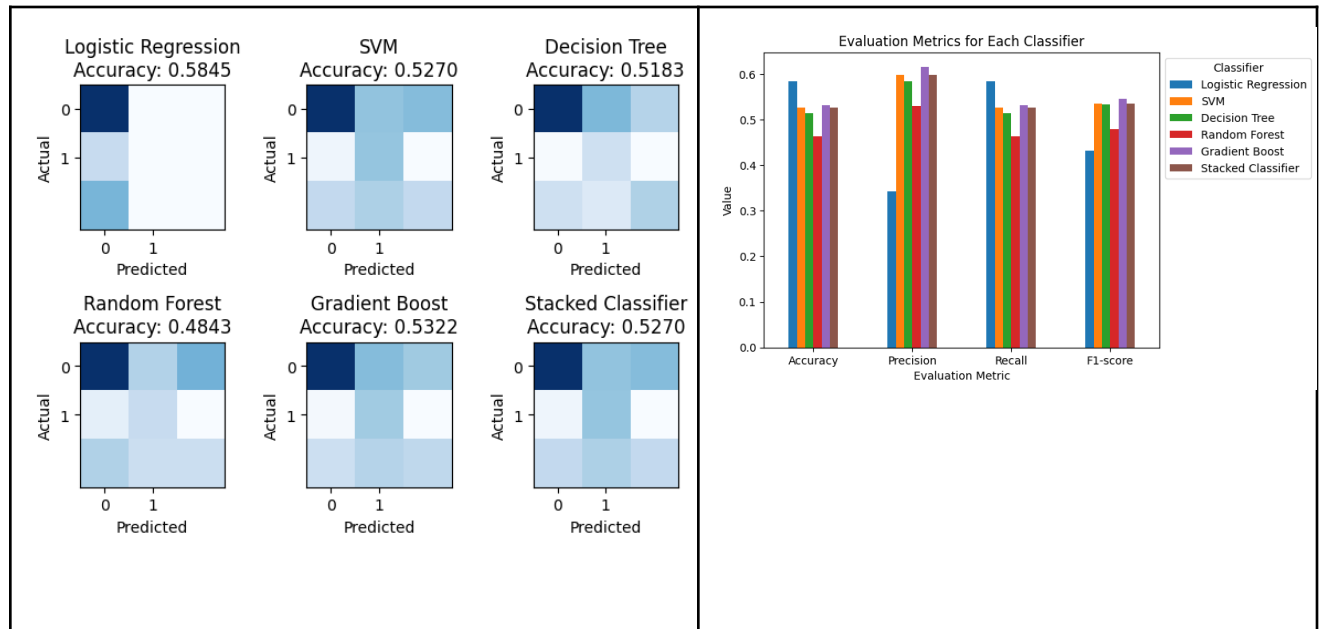 Logistic Regression
Accuracy: 0.5845
SVM
Accuracy: 0.5270
Decision Tree
Accuracy: 0.5183
0
1
Actual
0 1
Predicted
0
1
Actual
0 1
Predicted
0
1
Actual
0 1
Predicted
Random Forest
Accuracy: 0.4843
Gradient Boost
Accuracy: 0.5322
Stacked Classifier
Accuracy: 0.5270
0
1
Actual
0 1
Predicted
0
1
Actual
0 1
Predicted
0
1
Actual
0 1
Predicted
Evaluation Metrics for Each Classifier
Value
0.6
0.5
0.4
0.3
0.2
0.1
0.0
Accuracy Precision Recall F1-score
Evaluation Metric
Classifier
Logistic Regression
SVM
Decision Tree
Random Forest
Gradient Boost
Stacked Classifier